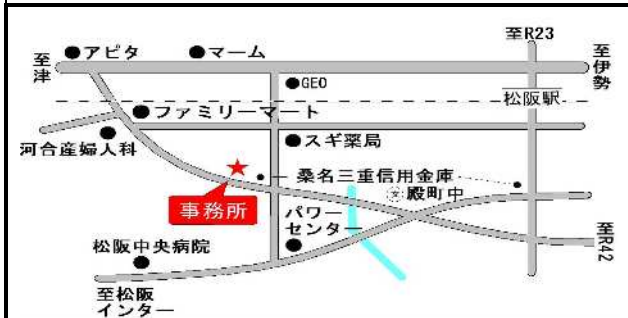 至R23
至津
アピタ
マーム
至伊勢
GEO
松阪駅
ファミリーマート
スギ薬局
河合産婦人科
桑名三重信用金庫
殿町中
事務所
パワー
センター
至R42
松阪中央病院
至松阪
インター